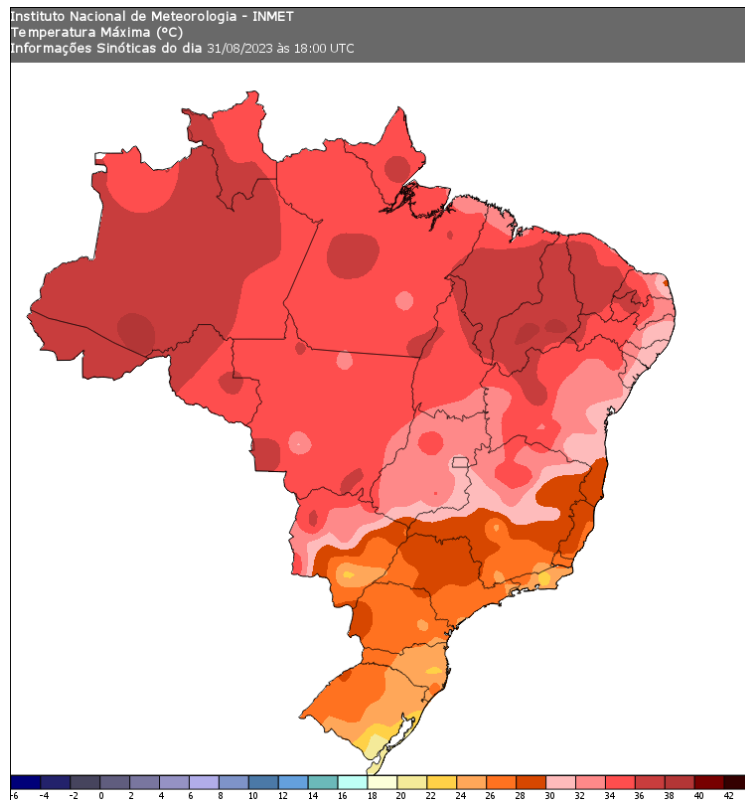 Instituto Nacional de Meteorologia - INMET
Temperatura Máxima (°C)
Informações Sinóticas do dia 31/08/2023 às 18:00 UTC
-6 -4 -2 0 2 4 6 8 10 12 14 16 18 20 22 24 26 28 30 32 34 36 38 40 42